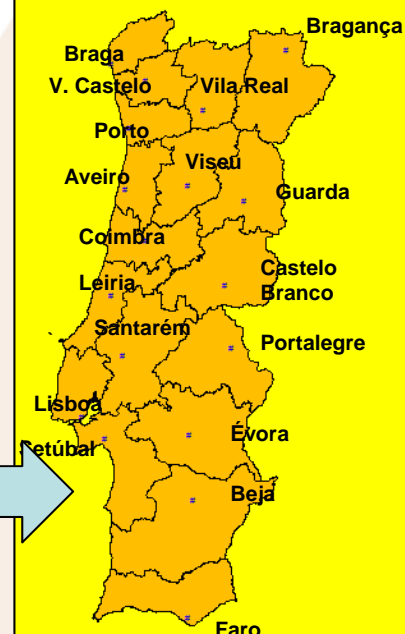 Bragança
Braga
V. Castelo
Vila Real
Porto
Viseu
Aveiro
Guarda
Coimbra
Castelo
Branco
Leiria
Santarém
Portalegre
Lisboa
Évora
Setúbal
Beja
Faro